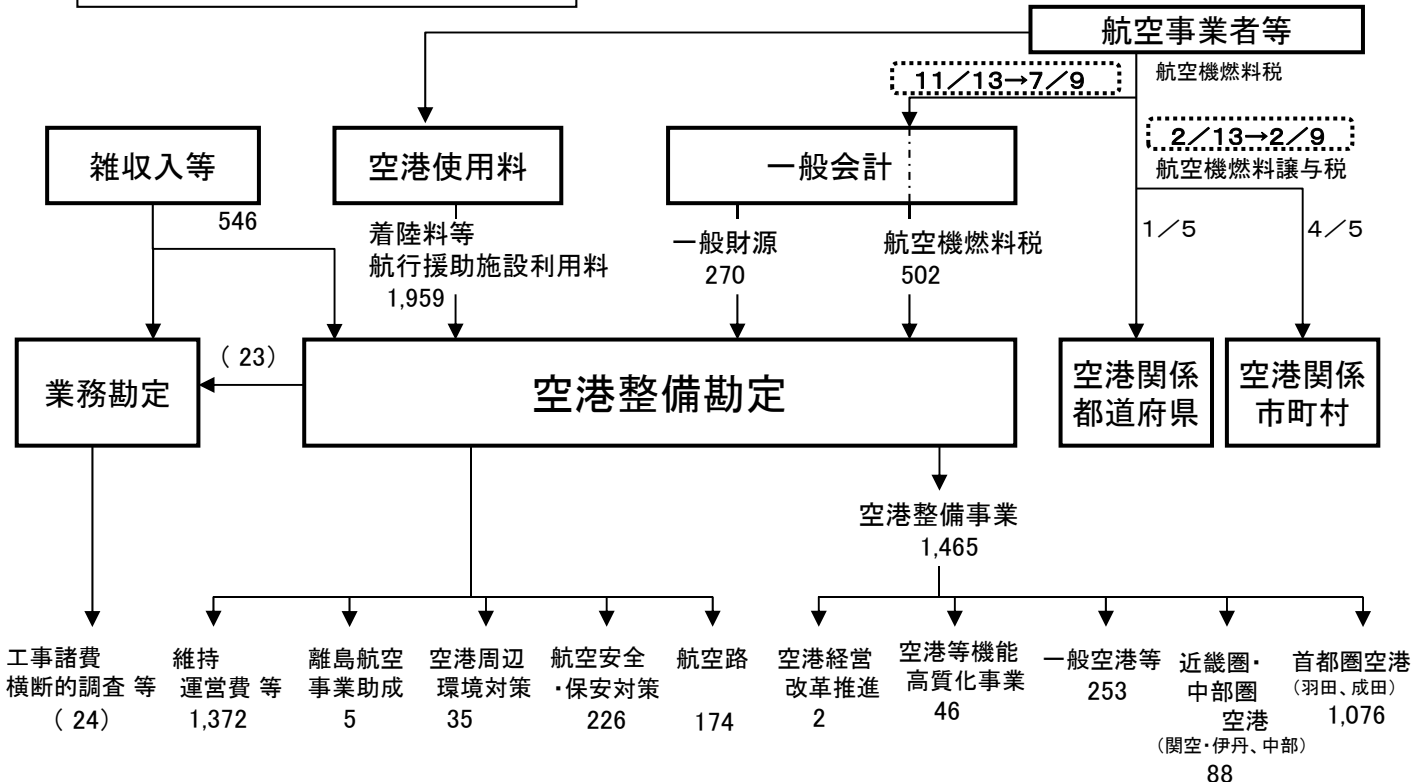 航空事業者等
11／13→7／9
航空機燃料税
2／13→2／9
航空機燃料譲与税
雑収入等
空港使用料
一般会計
546
着陸料等
航行援助施設利用料
1,959
一般財源
270
航空機燃料税
502
1／5
4／5
（ 23）
業務勘定
空港整備勘定
空港関係
都道府県
空港関係
市町村
空港整備事業
1,465
工事諸費
横断的調査 等
（ 24）
維持
運営費 等
1,372
離島航空
事業助成
5
空港周辺
環境対策
35
航空安全
・保安対策
226
航空路
174
空港経営
改革推進
2
空港等機能
高質化事業
46
一般空港等
253
近畿圏・
中部圏
空港
（関空・伊丹、中部）
88
首都圏空港
（羽田、成田）
1,076